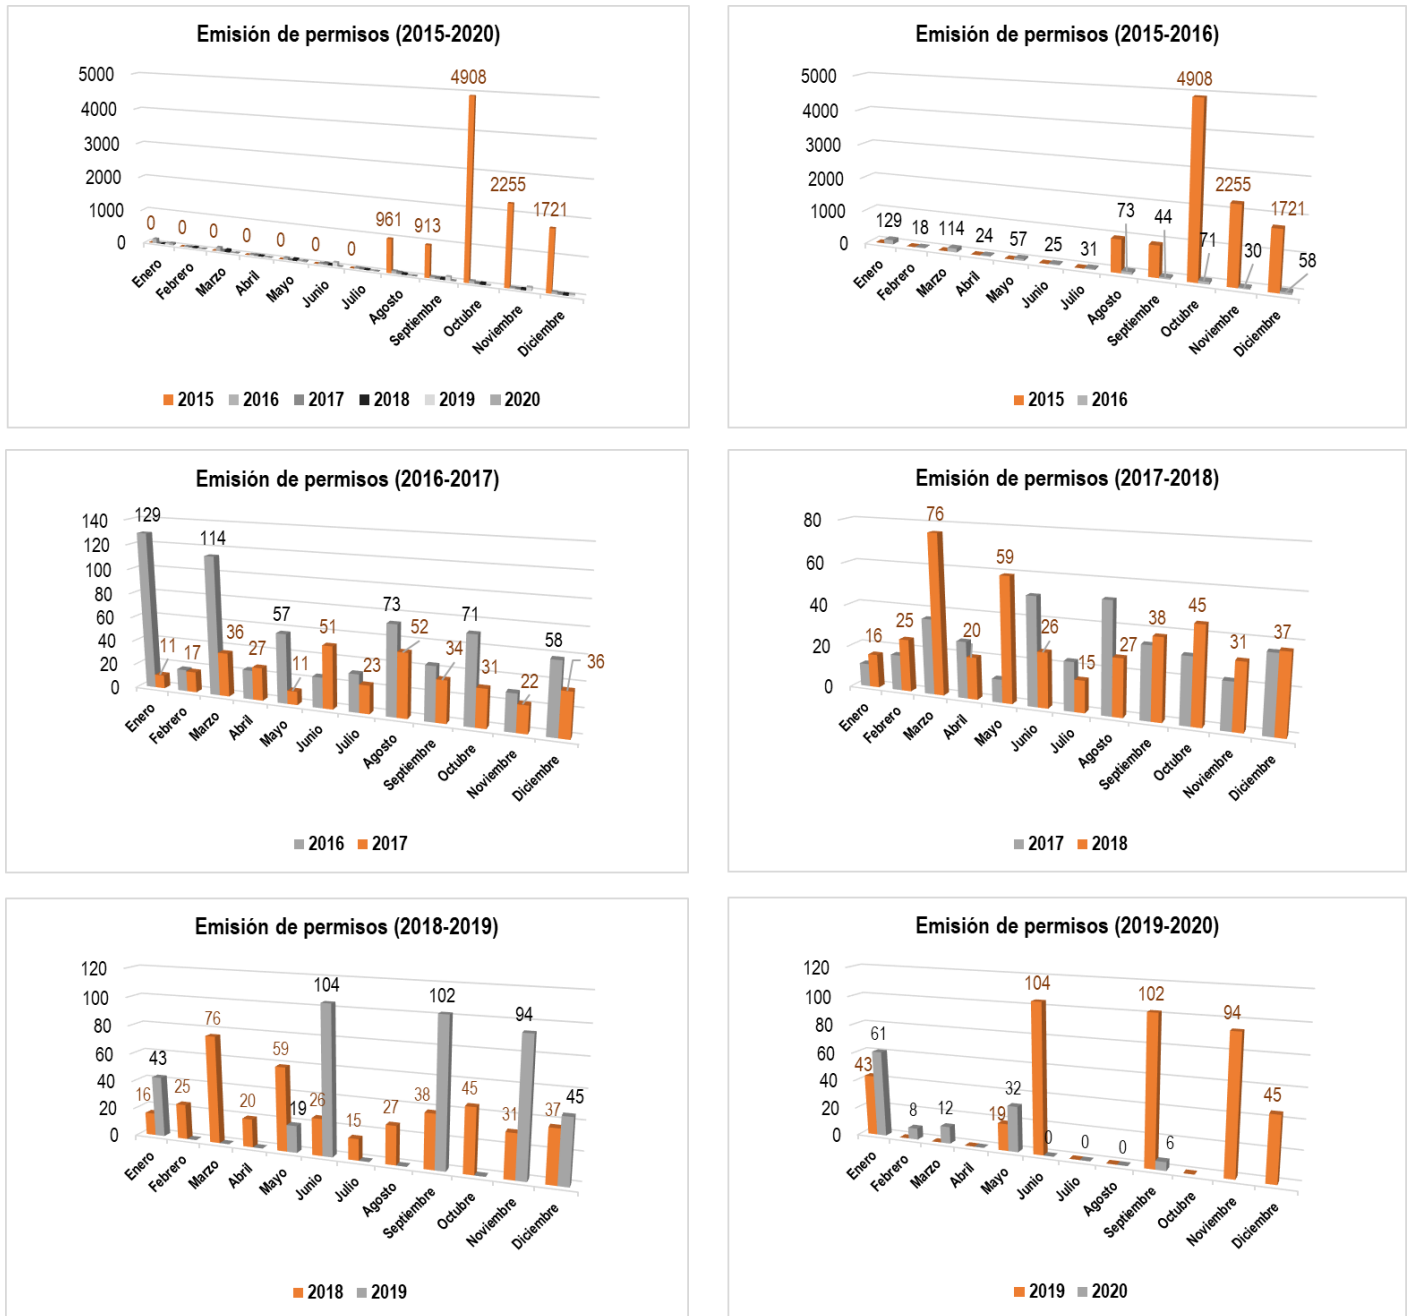 Emisión de permisos (2015-2020)
5000
4000
3000
2000
1000
0
0 0 0 0 0 0 0 961 913 4908 2255 1721
Enero Febrero Marzo Abril Mayo Junio Julio Agosto Septiembre Octubre Noviembre Diciembre
2015 2016 2017 2018 2019 2020
Emisión de permisos (2015-2016)
5000
4000
3000
2000
1000
0
129 18 114 24 57 25 31 73 44 4908 71 2255 30 1721 58
Enero Febrero Marzo Abril Mayo Junio Julio Agosto Septiembre Octubre Noviembre Diciembre
2015 2016
Emisión de permisos (2016-2017)
140
120
100
80
60
40
20
0
129 11 17 114 36 27 57 11 51 23 73 52 34 71 31 22 58 36
Enero Febrero Marzo Abril Mayo Junio Julio Agosto Septiembre Octubre Noviembre Diciembre
2016 2017
Emisión de permisos (2017-2018)
80
60
40
20
0
16 25 76 20 59 26 15 27 38 45 31 37
Enero Febrero Marzo Abril Mayo Junio Julio Agosto Septiembre Octubre Noviembre Diciembre
2017 2018
Emisión de permisos (2018-2019)
120
100
80
60
40
20
0
16 43 25 76 20 59 19 26 104 15 27 38 102 45 31 94 37 45
Enero Febrero Marzo Abril Mayo Junio Julio Agosto Septiembre Octubre Noviembre Diciembre
2018 2019
Emisión de permisos (2019-2020)
120
100
80
60
40
20
0
43 61 8 12 19 32 104 0 0 0 102 6 94 45
Enero Febrero Marzo Abril Mayo Junio Julio Agosto Septiembre Octubre Noviembre Diciembre
2019 2020